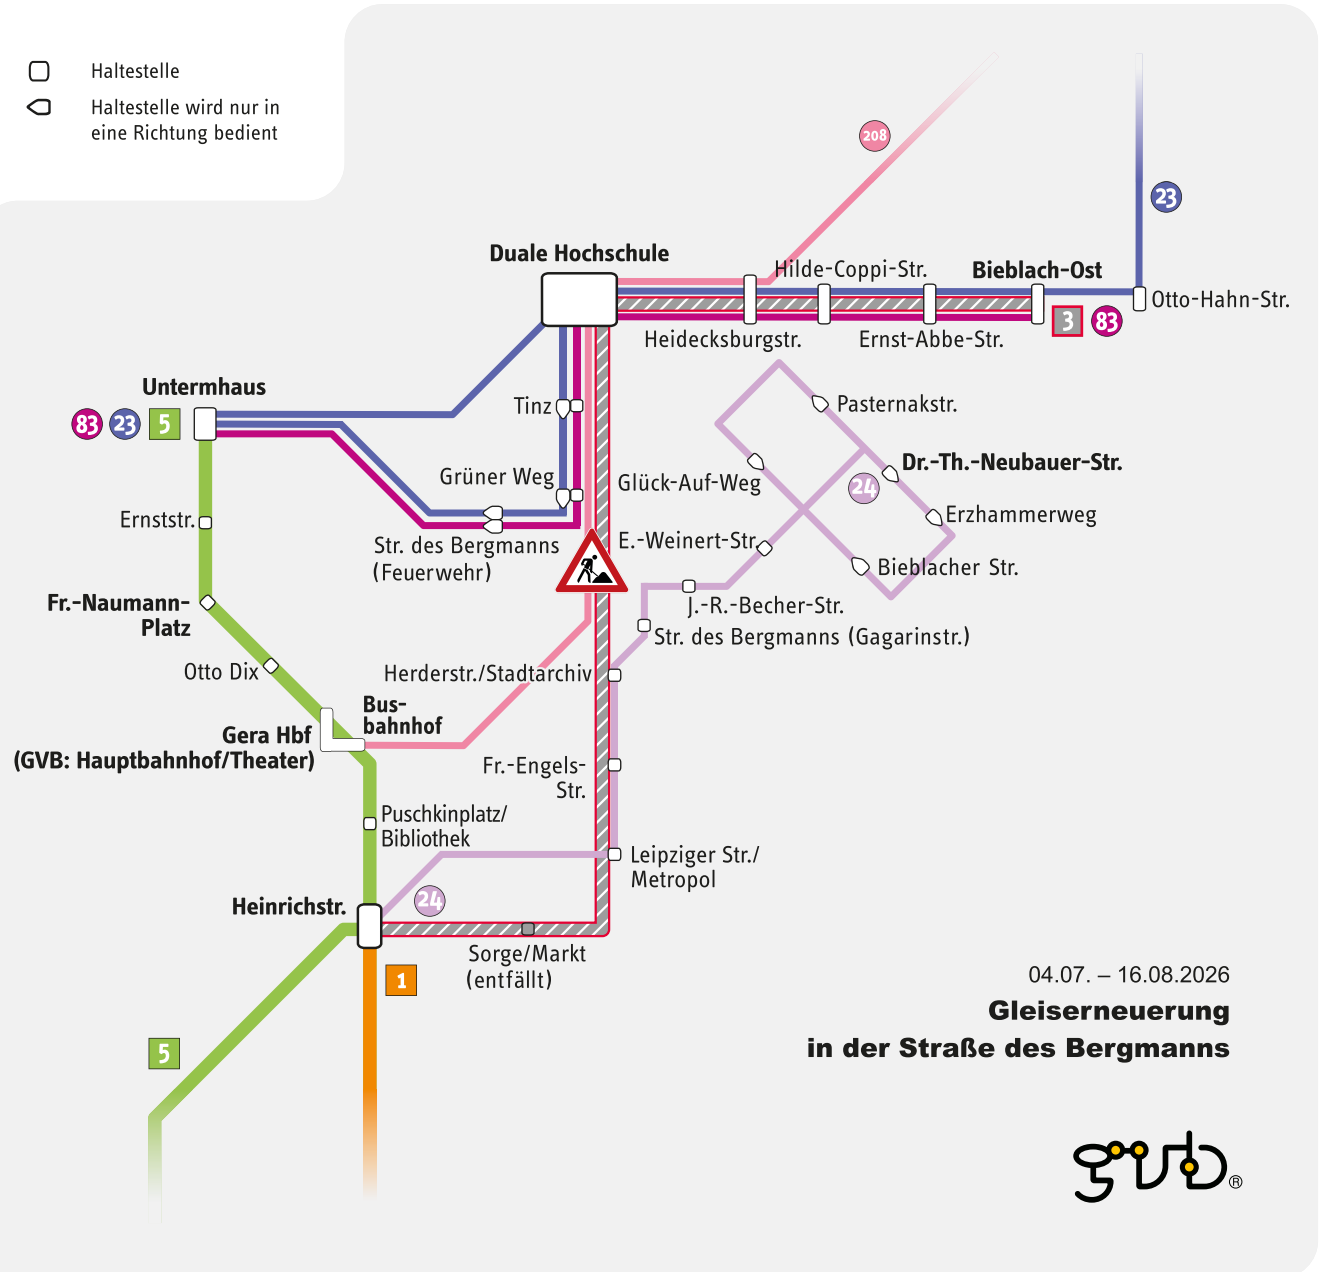 Haltestelle
Haltestelle wird nur in
eine Richtung bedient
208
23
Duale Hochschule
Hilde-Coppi-Str.
Bieblach-Ost
Otto-Hahn-Str.
3
83
Heidecksburgstr.
Ernst-Abbe-Str.
Untermhaus
83
23
5
Tinz
Pasternakstr.
Grüner Weg
Glück-Auf-Weg
24
Dr.-Th.-Neubauer-Str.
Ernststr.
Erzhammerweg
Str. des Bergmanns
(Feuerwehr)
E.-Weinert-Str.
Bieblacher Str.
Fr.-Naumann-
Platz
J.-R.-Becher-Str.
Str. des Bergmanns (Gagarinstr.)
Otto Dix
Herderstr./Stadtarchiv
Bus-
bahnhof
Gera Hbf
(GVB: Hauptbahnhof/Theater)
Fr.-Engels-
Str.
Puschkinplatz/
Bibliothek
Leipziger Str./
Metropol
Heinrichstr.
24
Sorge/Markt
(entfällt)
1
5
04.07. – 16.08.2026
Gleiserneuerung
in der Straße des Bergmanns
gvb®